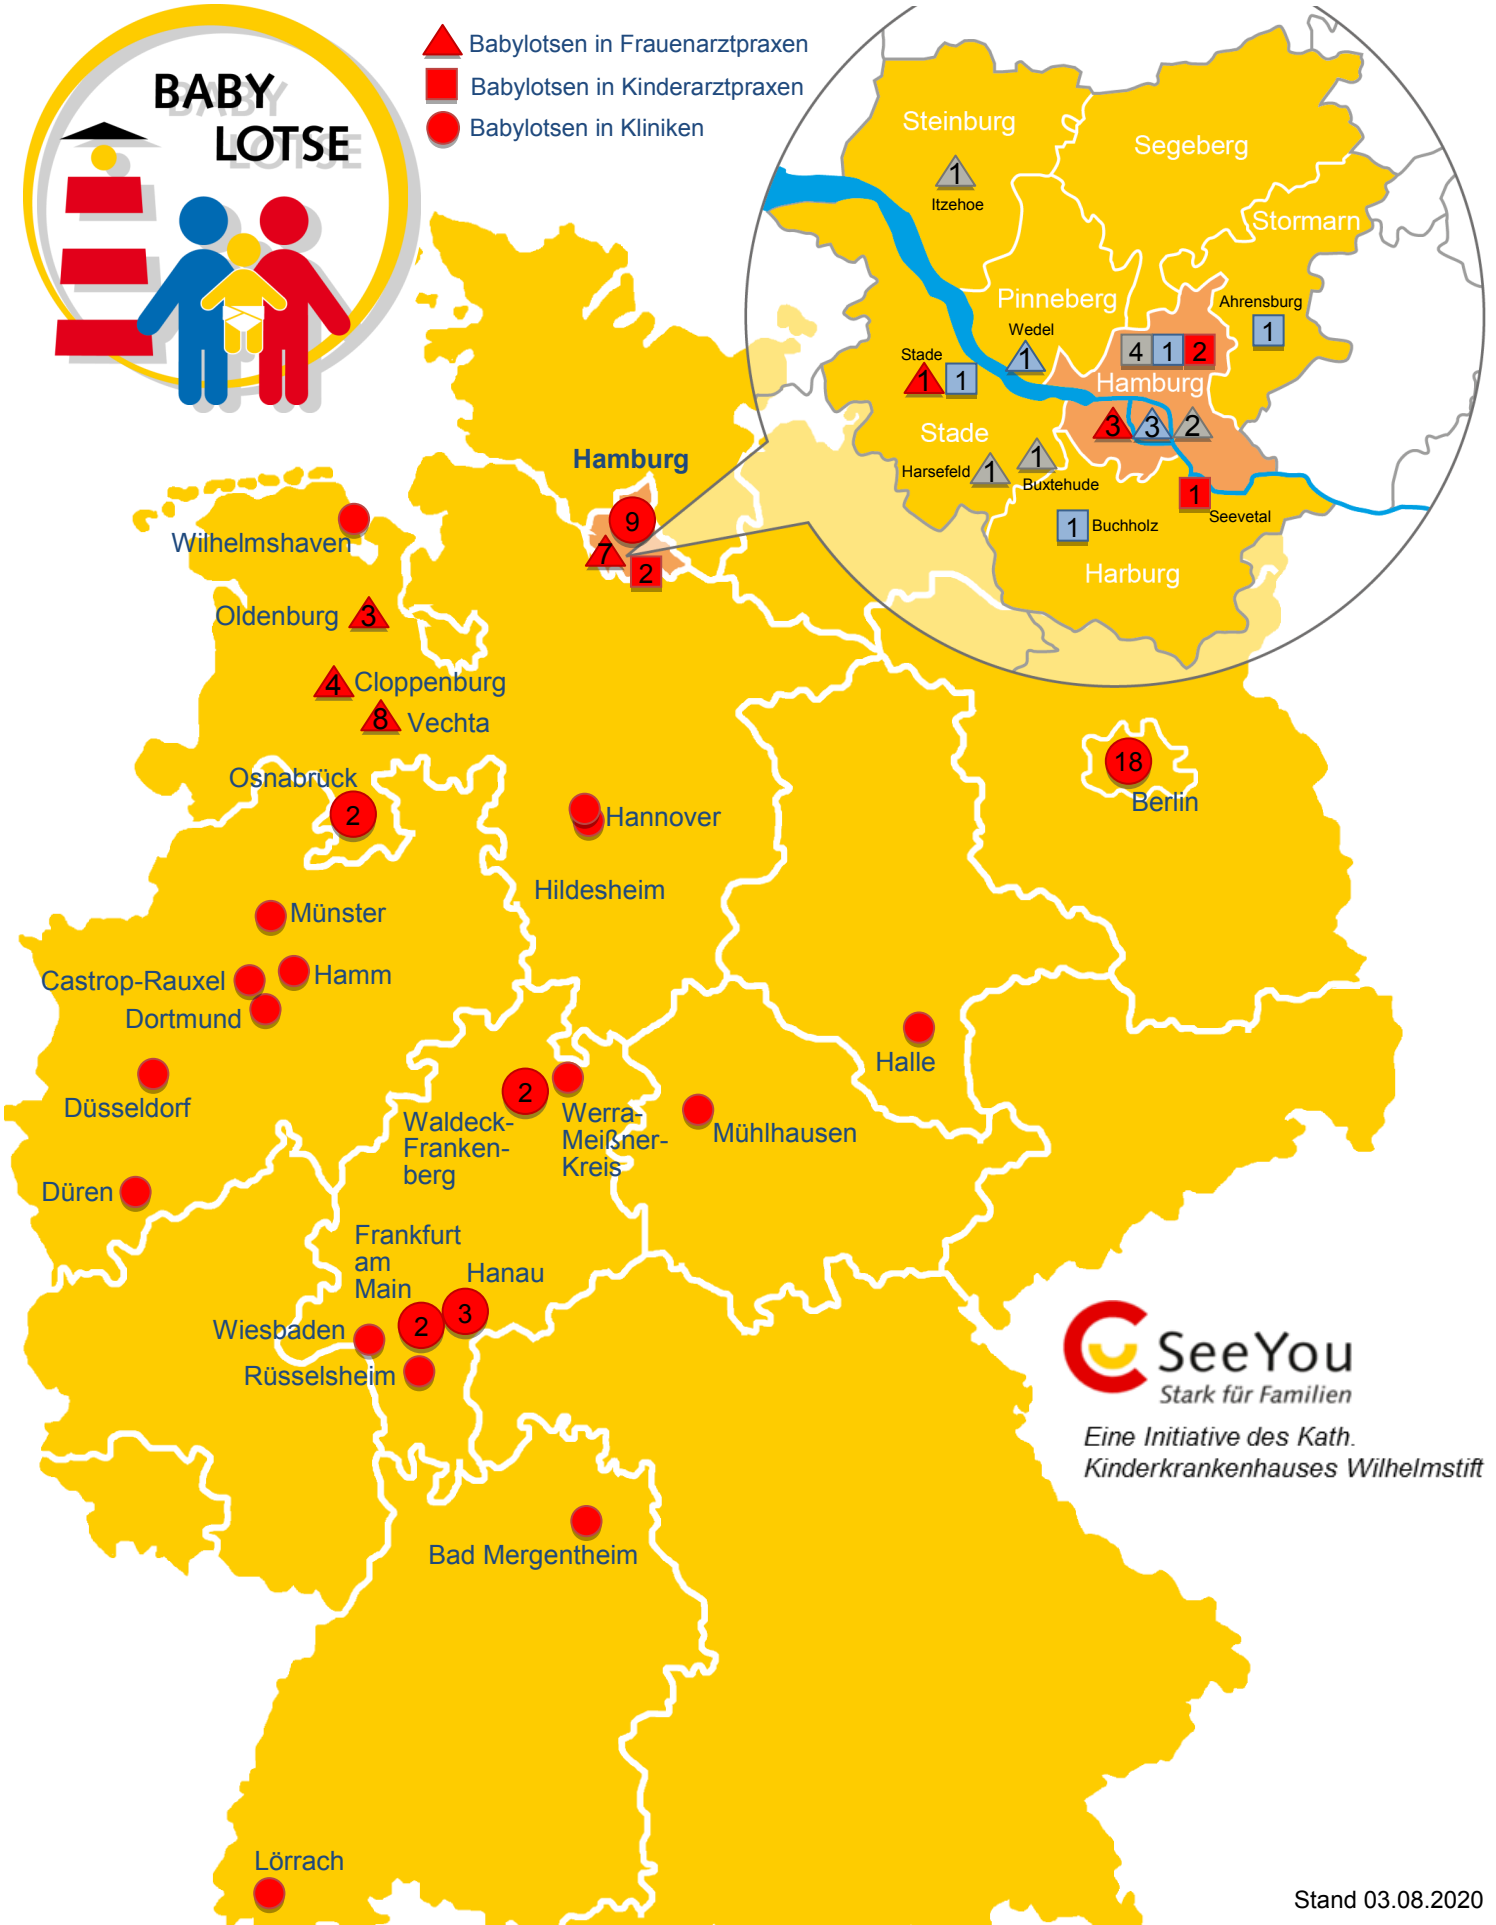 BABY
LOTSE
Babylotsen in Frauenarztpraxen
Babylotsen in Kinderarztpraxen
Babylotsen in Kliniken
Steinburg
Segeberg
1
Itzehoe
Stormarn
Pinneberg
Ahrensburg
1
Wedel
1
4 1 2
Stade
1 1
Hamburg
3 3 2
Stade
Harsefeld
1
1
Buxtehude
1
Seevetal
1
Buchholz
Harburg
Hamburg
9
7
2
Wilhelmshaven
Oldenburg
3
4
Cloppenburg
8
Vechta
Osnabrück
2
18
Berlin
Hannover
Hildesheim
Münster
Castrop-Rauxel
Hamm
Dortmund
Halle
Düsseldorf
2
Waldeck-
Franken-
berg
Werra-
Meißner-
Kreis
Mühlhausen
Düren
Frankfurt
am
Main
Hanau
2
3
Wiesbaden
Rüsselsheim
SeeYou
Stark für Familien
Eine Initiative des Kath.
Kinderkrankenhauses Wilhelmstift
Bad Mergentheim
Lörrach
Stand 03.08.2020